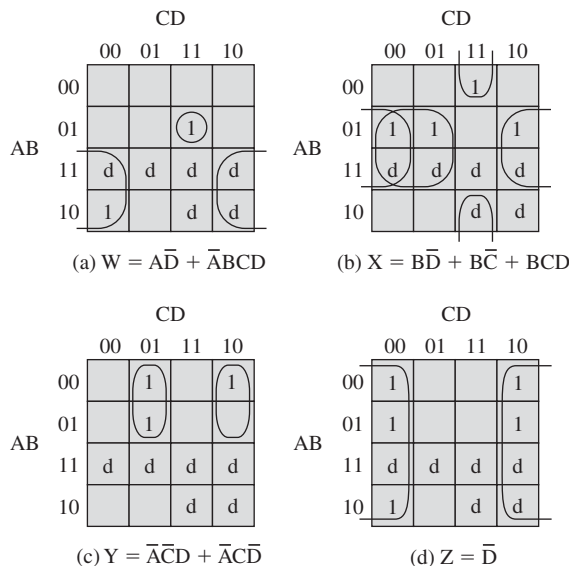 CD
00 01 11 10
00
01 1
AB
11 d d d d
10 1 d d
(a) W = AD̅ + A̅BCD
CD
00 01 11 10
00 1
01 1 1 1
AB
11 d d d d
10 d d
(b) X = BD̅ + BC̅ + BCD
CD
00 01 11 10
00 1 1
01 1
AB
11 d d d d
10 d d
(c) Y = A̅C̅D + A̅CD̅
CD
00 01 11 10
00 1 1
01 1 1
AB
11 d d d d
10 1 d d
(d) Z = D̅